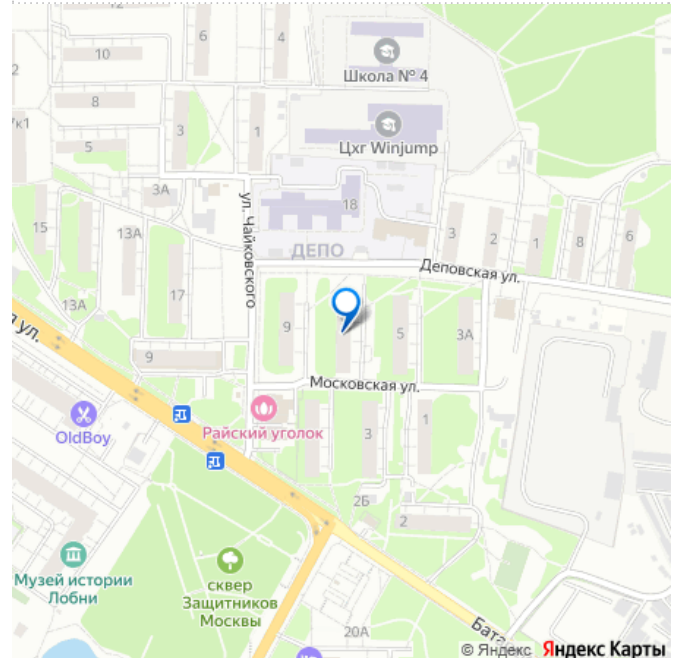 12
6
4
10
Школа № 4
2
8
7к1
3
1
5
Цхг Winjump
3А
18
15
13А
ул. Чайковского
ДЕПО
3
2
1
8
6
Деповская ул.
17
13А
я ул.
9
5
3А
9
Московская ул.
OldBoy
Райский уголок
3
1
2Б
2
Музей истории
Лобни
сквер
Защитников
Москвы
20А
Бата
© Яндекс Яндекс Карты